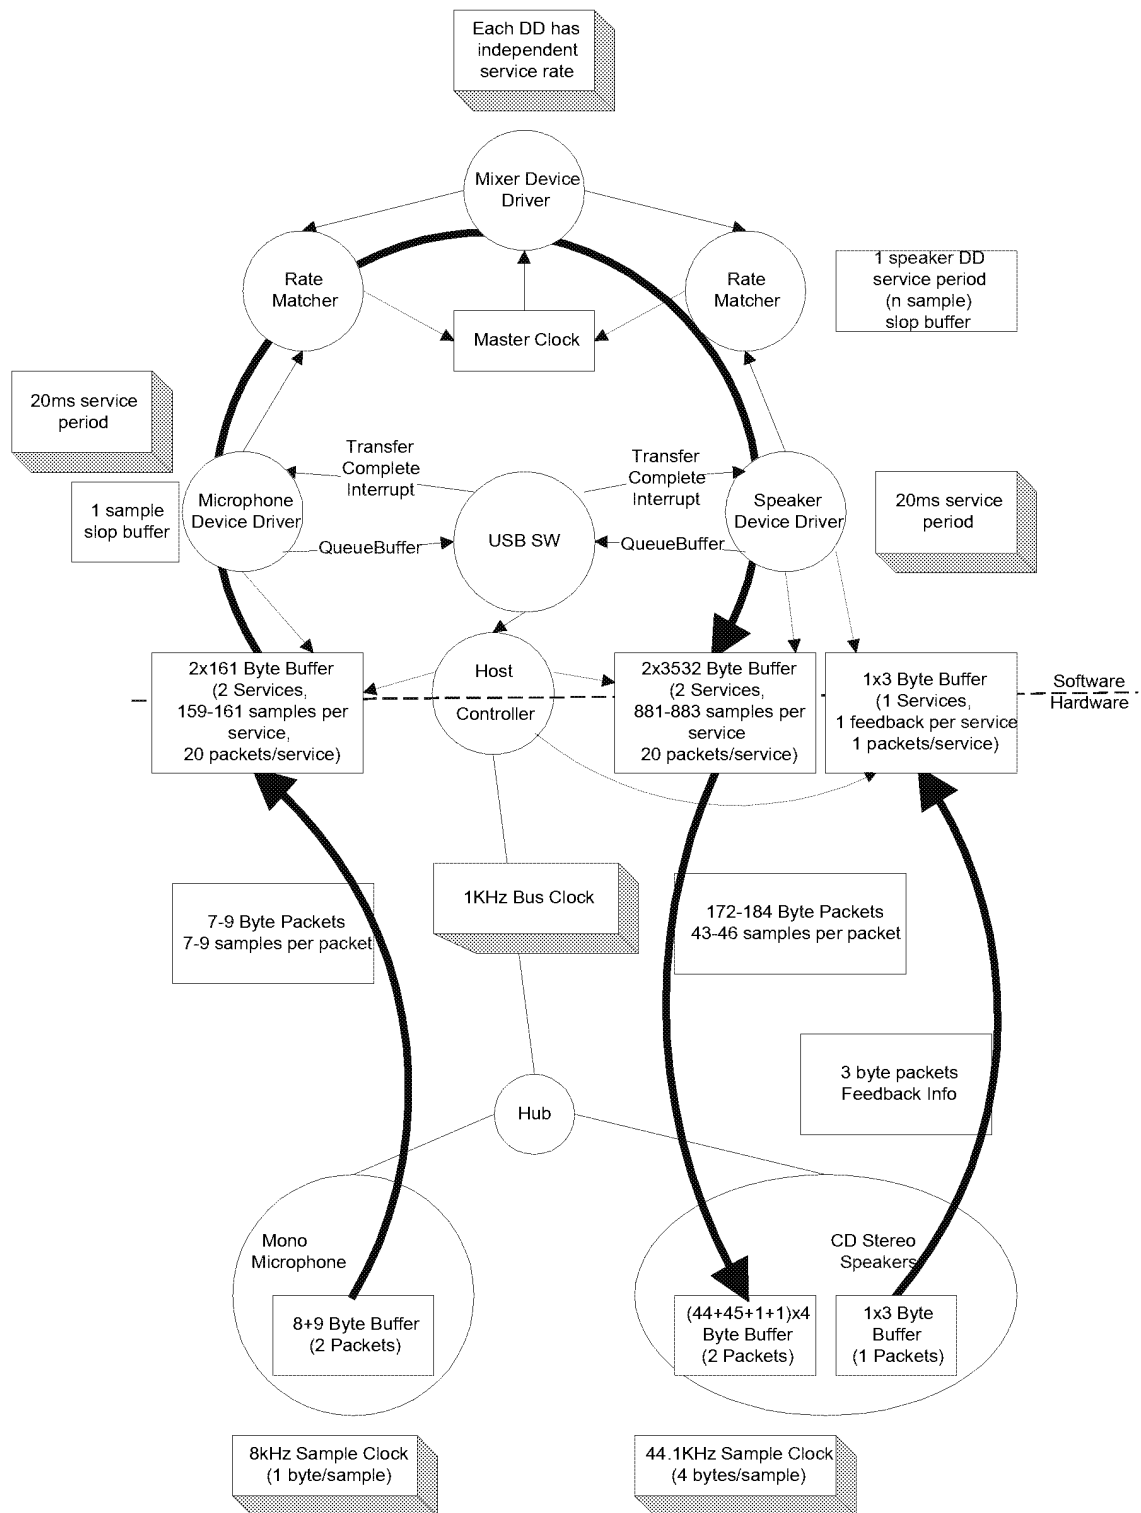 Each DD has
independent
service rate
Mixer Device
Driver
Rate
Matcher
Rate
Matcher
1 speaker DD
service period
(n sample)
slop buffer
Master Clock
20ms service
period
Transfer
Complete
Interrupt
Transfer
Complete
Interrupt
1 sample
slop buffer
Microphone
Device Driver
USB SW
Speaker
Device Driver
20ms service
period
QueueBuffer
QueueBuffer
2x161 Byte Buffer
(2 Services,
159-161 samples per
service,
20 packets/service)
Host
Controller
2x3532 Byte Buffer
(2 Services,
881-883 samples per
service
20 packets/service)
1x3 Byte Buffer
(1 Services,
1 feedback per service
1 packets/service)
Software
Hardware
7-9 Byte Packets
7-9 samples per packet
1KHz Bus Clock
172-184 Byte Packets
43-46 samples per packet
3 byte packets
Feedback Info
Hub
Mono
Microphone
CD Stereo
Speakers
8+9 Byte Buffer
(2 Packets)
(44+45+1+1)x4
Byte Buffer
(2 Packets)
1x3 Byte
Buffer
(1 Packets)
8kHz Sample Clock
(1 byte/sample)
44.1KHz Sample Clock
(4 bytes/sample)